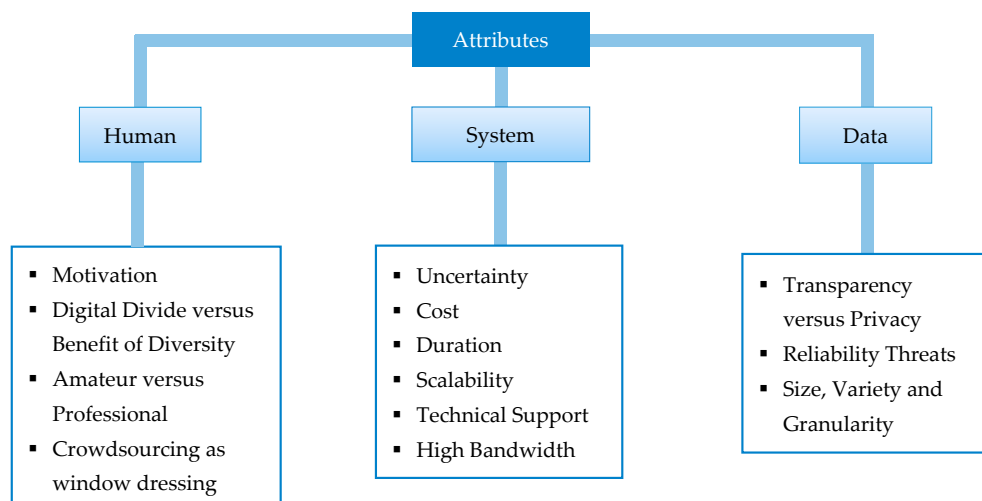 Attributes
Human
System
Data
▪ Motivation
▪ Digital Divide versus
Benefit of Diversity
▪ Amateur versus
Professional
▪ Crowdsourcing as
window dressing
▪ Uncertainty
▪ Cost
▪ Duration
▪ Scalability
▪ Technical Support
▪ High Bandwidth
▪ Transparency
versus Privacy
▪ Reliability Threats
▪ Size, Variety and
Granularity